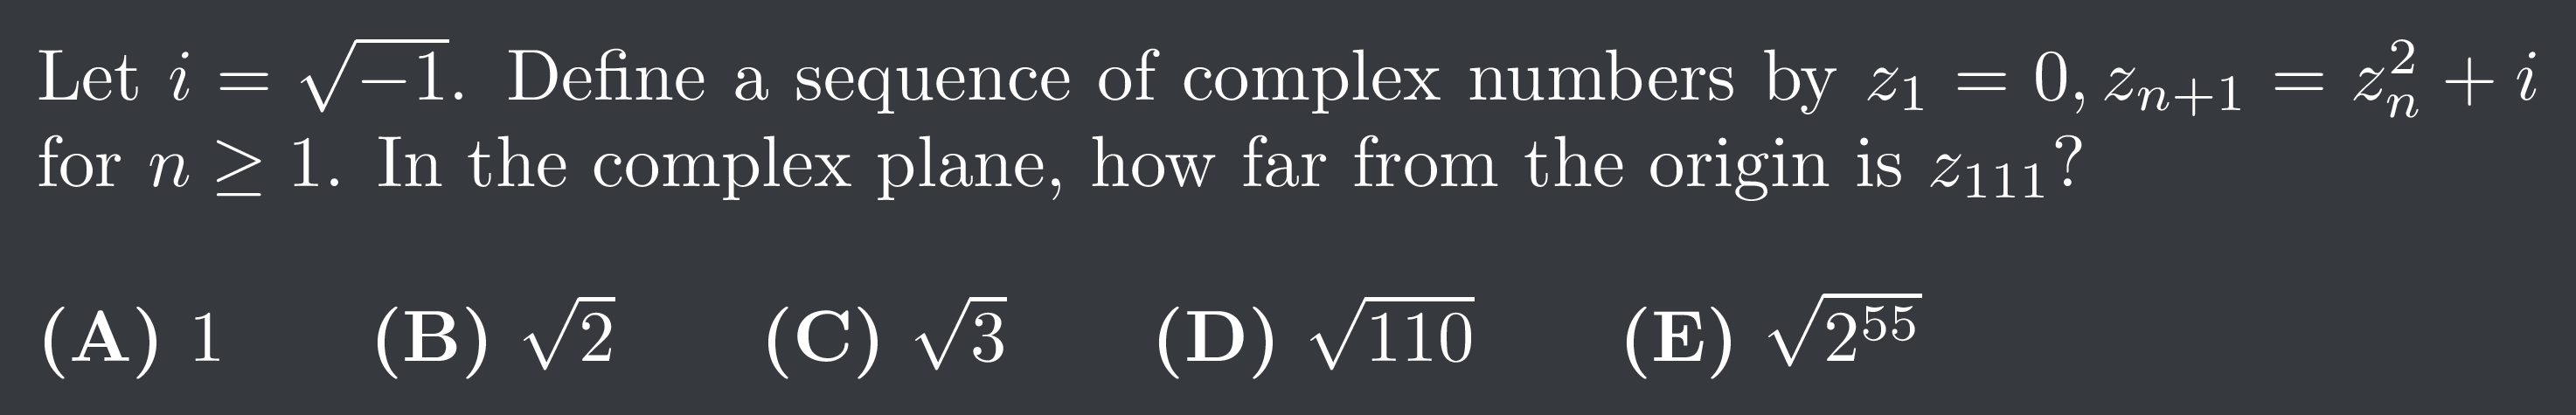 Let $i = \sqrt{-1}$. Define a sequence of complex numbers by $z_1 = 0, z_{n+1} = z_n^2 + i$
for $n \geq 1$. In the complex plane, how far from the origin is $z_{111}$?
(A) 1 (B) $\sqrt{2}$ (C) $\sqrt{3}$ (D) $\sqrt{110}$ (E) $\sqrt{2^{55}}$